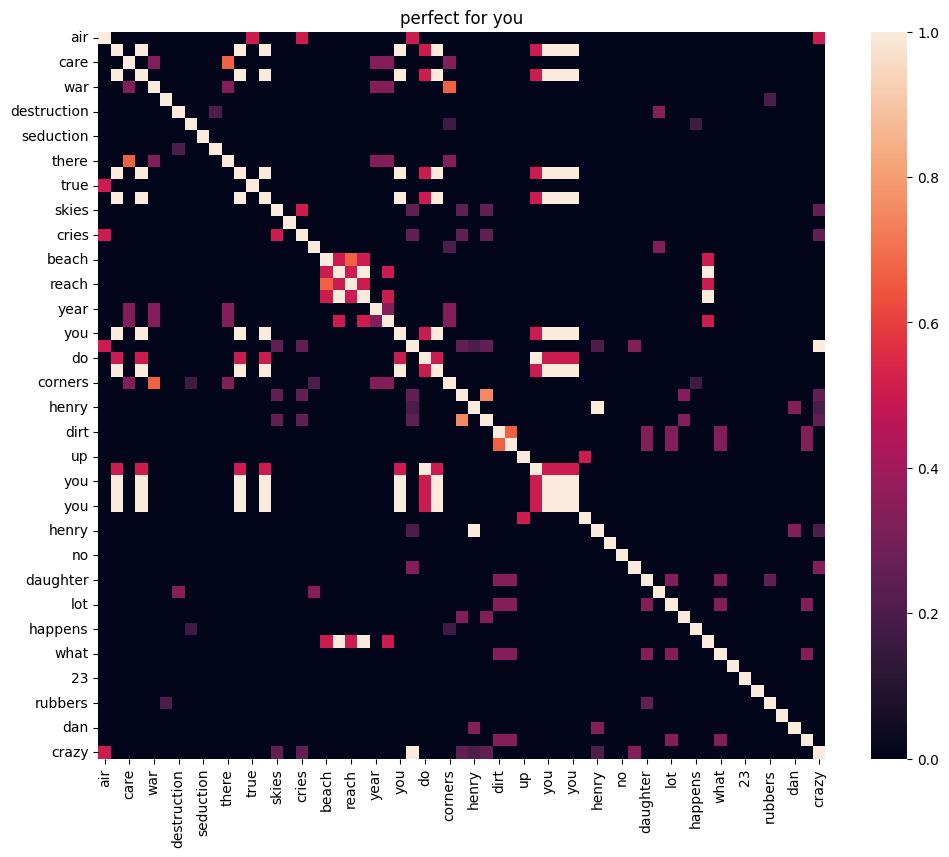 perfect for you
air
care
war
destruction
seduction
there
true
skies
cries
beach
reach
year
you
do
corners
henry
dirt
up
you
you
henry
no
daughter
lot
happens
what
23
rubbers
dan
crazy
1.0
0.8
0.6
0.4
0.2
0.0
air
care
war
destruction
seduction
there
true
skies
cries
beach
reach
year
you
do
corners
henry
dirt
up
you
you
henry
no
daughter
lot
happens
what
23
rubbers
dan
crazy